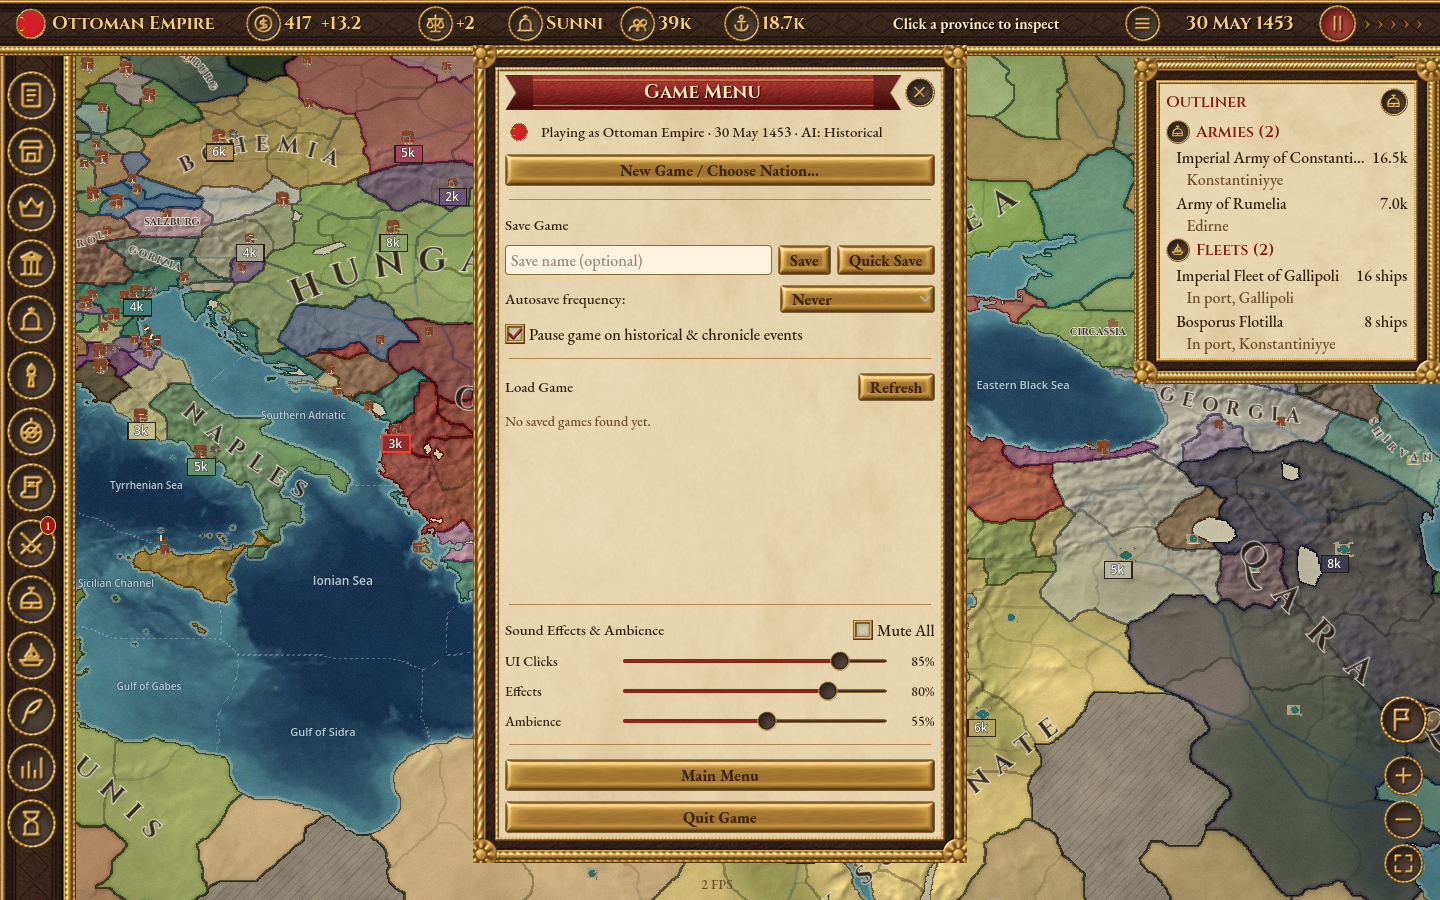 OTTOMAN EMPIRE 417 +13.2 +2 SUNNI 39K 18.7K Click a province to inspect 30 MAY 1453
GAME MENU
Playing as Ottoman Empire · 30 May 1453 · AI: Historical
New Game / Choose Nation...
Save Game
Save name (optional) Save Quick Save
Autosave frequency: Never
Pause game on historical & chronicle events
Load Game Refresh
No saved games found yet.
Sound Effects & Ambience Mute All
UI Clicks 85%
Effects 80%
Ambience 55%
Main Menu
Quit Game
2 FPS
OUTLINER
ARMIES (2)
Imperial Army of Constanti... 16.5k
Konstantiniyye
Army of Rumelia 7.0k
Edirne
FLEETS (2)
Imperial Fleet of Gallipoli 16 ships
In port, Gallipoli
Bosporus Flotilla 8 ships
In port, Konstantiniyye
1
BOHEMIA
6k
5k
2k
SALZBURG
GORIZIA
4k
8k
HUNGA
4k
NAPLES
Southern Adriatic
3k
3k
5k
Tyrrhenian Sea
Sicilian Channel
Ionian Sea
Gulf of Gabes
Gulf of Sidra
UNIS
EA
CIRCASSIA
Eastern Black Sea
GEORGIA
SHIRVAN
5k
8k
QARA
6k
NATE